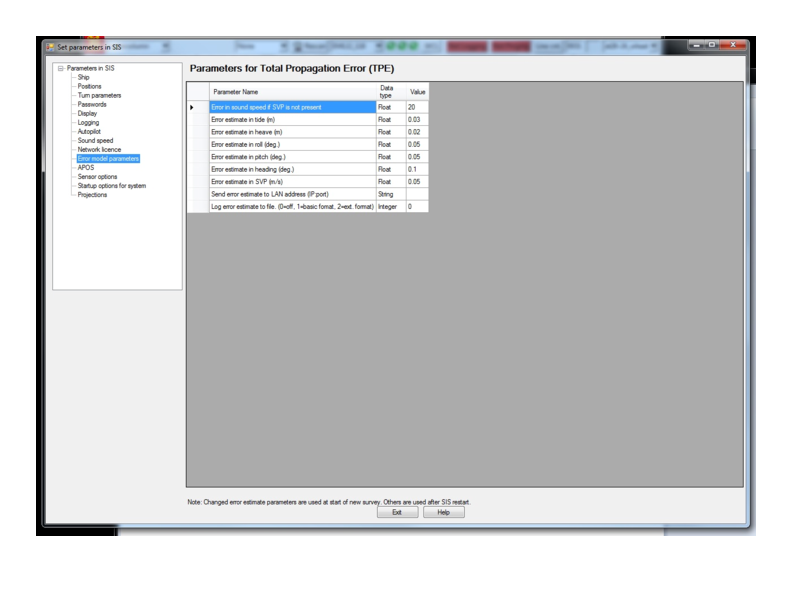 Set parameters in SIS
Parameters in SIS
Ship
Positions
Turn parameters
Passwords
Display
Logging
Autopilot
Sound speed
Network licence
Error model parameters
APOS
Sensor options
Startup options for system
Projections
Parameters for Total Propagation Error (TPE)
Parameter Name Data type Value
Error in sound speed if SVP is not present Float 20
Error estimate in tide (m) Float 0.03
Error estimate in heave (m) Float 0.02
Error estimate in roll (deg.) Float 0.05
Error estimate in pitch (deg.) Float 0.05
Error estimate in heading (deg.) Float 0.1
Error estimate in SVP (m/s) Float 0.05
Send error estimate to LAN address (IP:port) String
Log error estimate to file. (0=off, 1=basic fomat, 2=ext. format) Integer 0
Note: Changed error estimate parameters are used at start of new survey. Others are used after SIS restart.
Exit Help